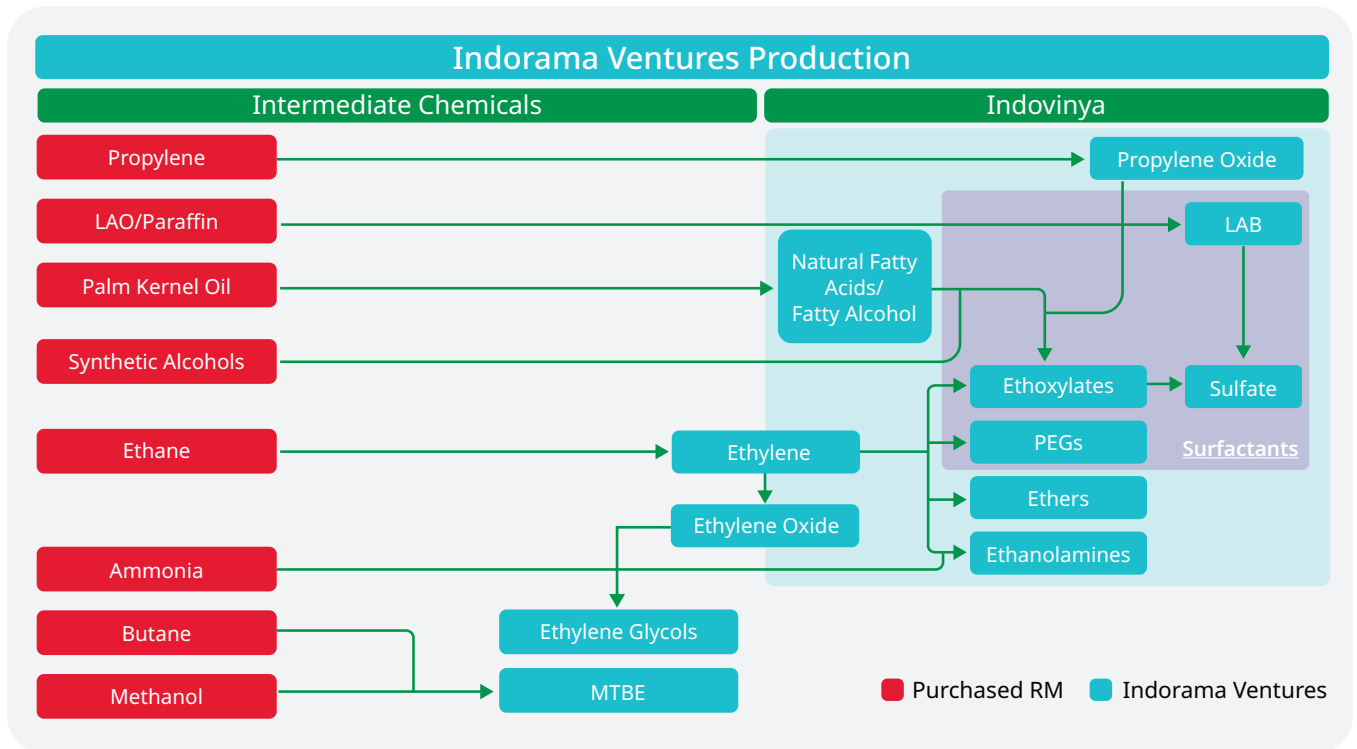 Indorama Ventures Production
Intermediate Chemicals
Indovinya
Propylene
Propylene Oxide
LAO/Paraffin
LAB
Natural Fatty
Acids/
Fatty Alcohol
Palm Kernel Oil
Synthetic Alcohols
Ethoxylates
Sulfate
Ethane
Ethylene
PEGs
Surfactants
Ethers
Ethylene Oxide
Ethanolamines
Ammonia
Butane
Ethylene Glycols
Methanol
MTBE
Purchased RM
Indorama Ventures